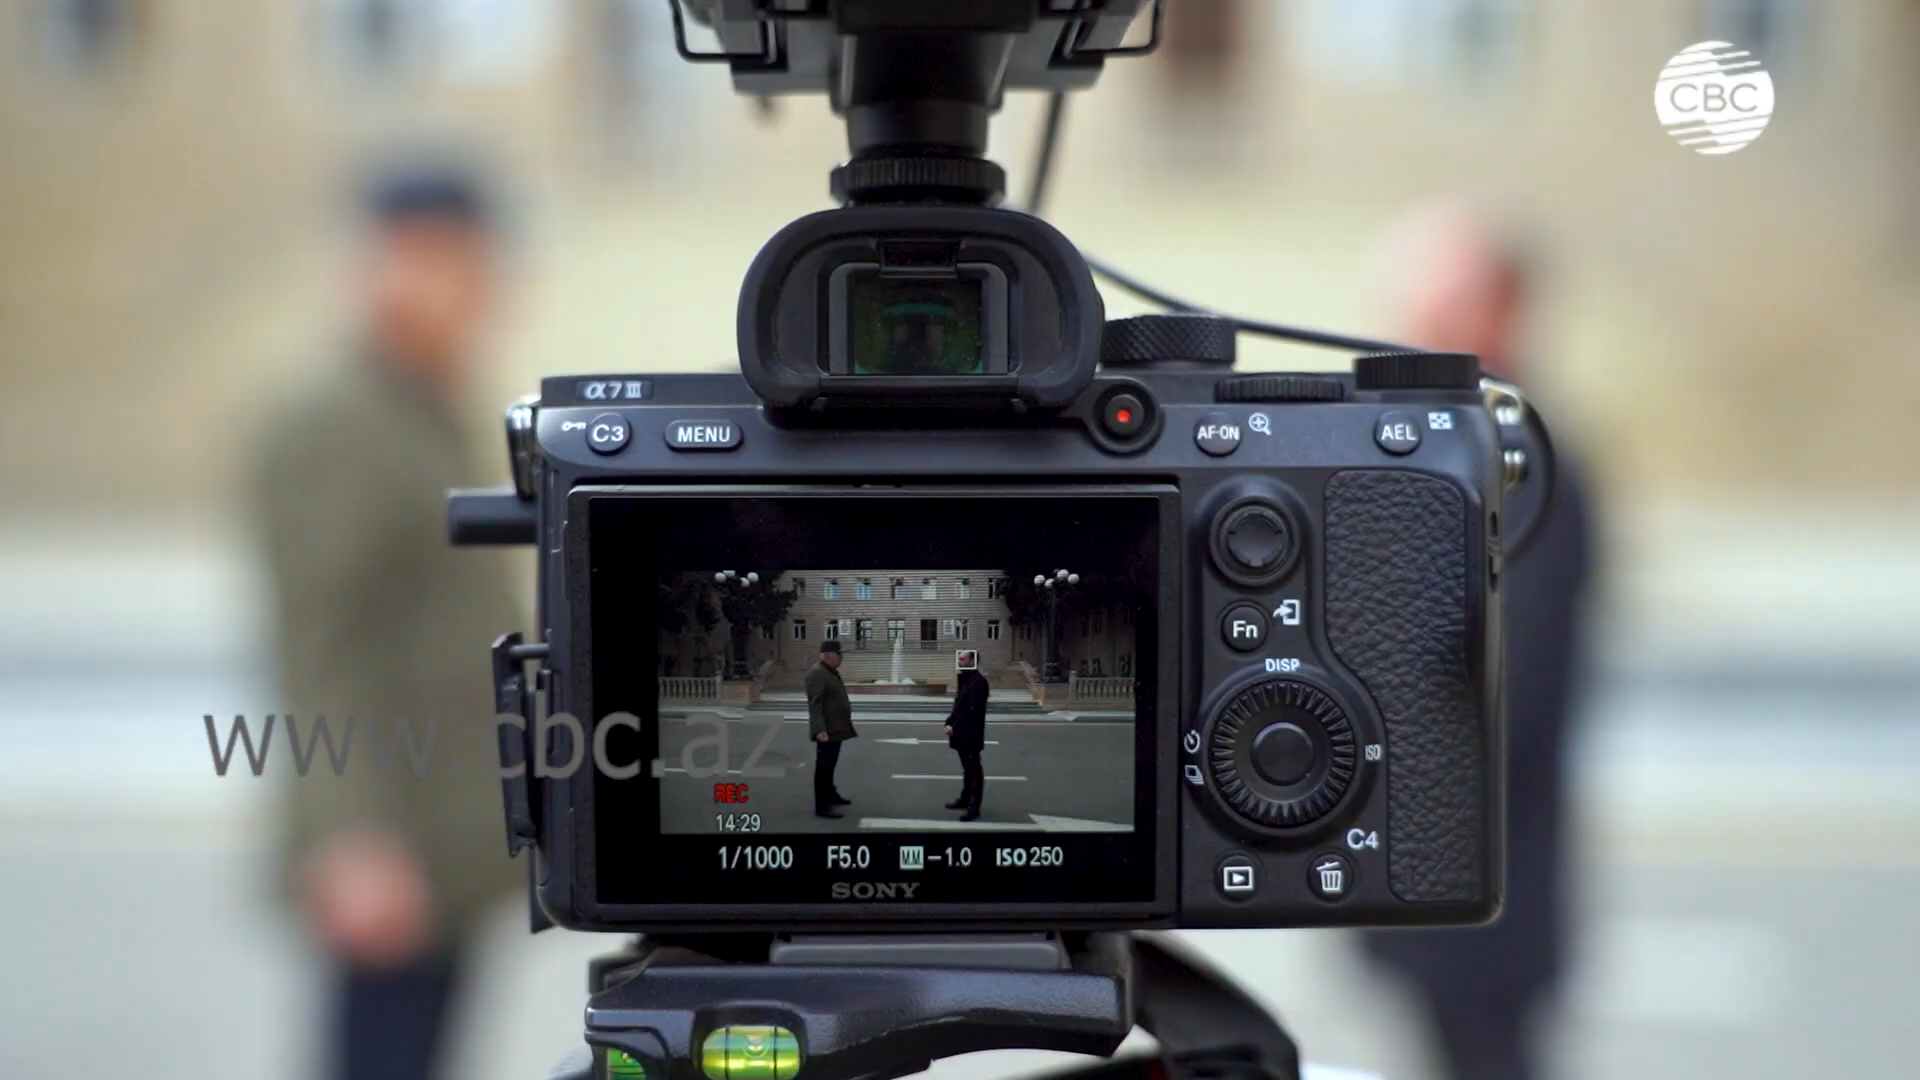 CBC
α7III
C3
MENU
AF-ON
AEL
Fn
DISP
ISO
www.cbc.az
REC
14:29
1/1000 F5.0 M.M. -1.0 ISO 250
C4
SONY